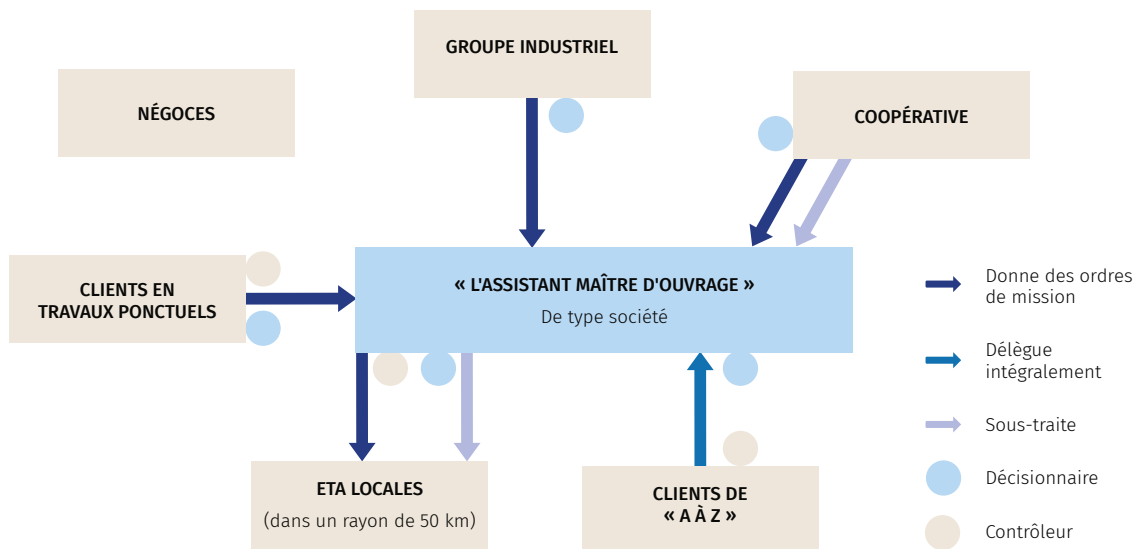 GROUPE INDUSTRIEL
NÉGOCES
COOPÉRATIVE
CLIENTS EN
TRAVAUX PONCTUELS
« L'ASSISTANT MAÎTRE D'OUVRAGE »
De type société
ETA LOCALES
(dans un rayon de 50 km)
CLIENTS DE
« A À Z »
Donne des ordres
de mission
Délègue
intégralement
Sous-traite
Décisionnaire
Contrôleur